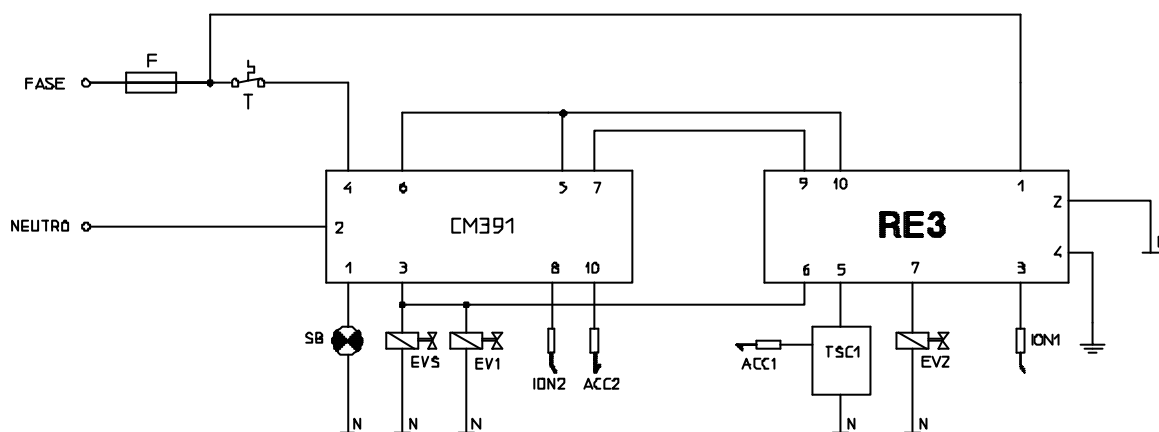 F
FASE
T
4 6 5 7
9 10 1
NEUTRO
2
CM391
RE3
2
4
1 3 8 10
6 5 7 3
SB
EVS
EV1
ION2
ACC2
ACC1
TSC1
EV2
ION1
N N N N N